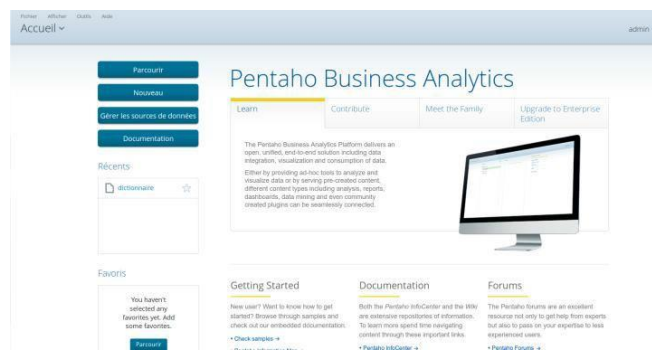 Fichier Afficher Outils Aide
Accueil
admin
Parcourir
Nouveau
Gérer les sources de données
Documentation
Récents
dictionnaire
Favoris
You haven't
selected any
favorites yet. Add
some favorites.
Parcourir
Pentaho Business Analytics
Learn
Contribute
Meet the Family
Upgrade to Enterprise
Edition
The Pentaho Business Analytics Platform delivers an
open, unified, end-to-end solution including data
integration, visualization and consumption of data.
Either by providing ad-hoc tools to analyze and
visualize data or by serving pre-created content,
different content types including analysis, reports,
dashboards, data mining and even community
created plugins can be seamlessly connected.
Getting Started
New user? Want to know how to get
started? Browse through samples and
check out our embedded documentation.
• Check samples →
Documentation
Both the Pentaho InfoCenter and the Wiki
are extensive repositories of information.
To learn more spend time navigating
content through these important links.
• Pentaho InfoCenter →
Forums
The Pentaho forums are an excellent
resource not only to get help from experts
but also to pass on your expertise to less
experienced users.
• Pentaho Forums →